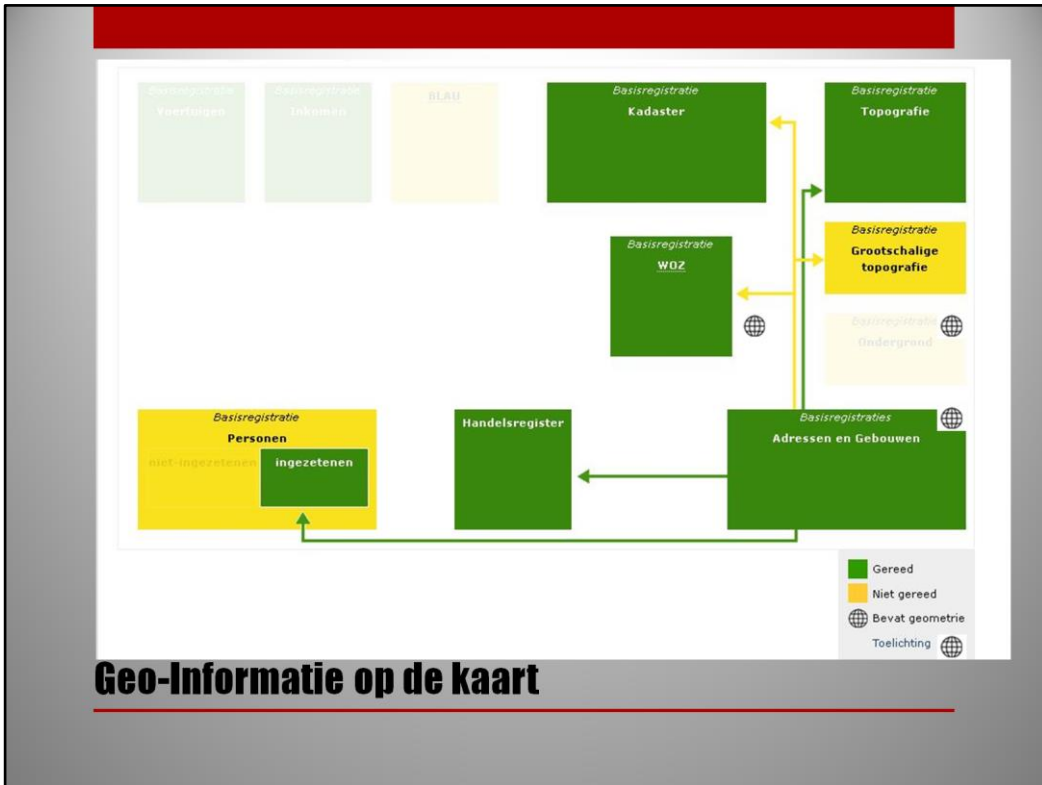 Basisregistratie
Voertuigen
Basisregistratie
Inkomen
BLAU
Basisregistratie
Kadaster
Basisregistratie
Topografie
Basisregistratie
WOZ
Basisregistratie
Grootschalige
topografie
Basisregistratie
Ondergrond
Basisregistratie
Personen
niet-ingezetenen
ingezetenen
Handelsregister
Basisregistraties
Adressen en Gebouwen
Gereed
Niet gereed
Bevat geometrie
Toelichting
Geo-Informatie op de kaart